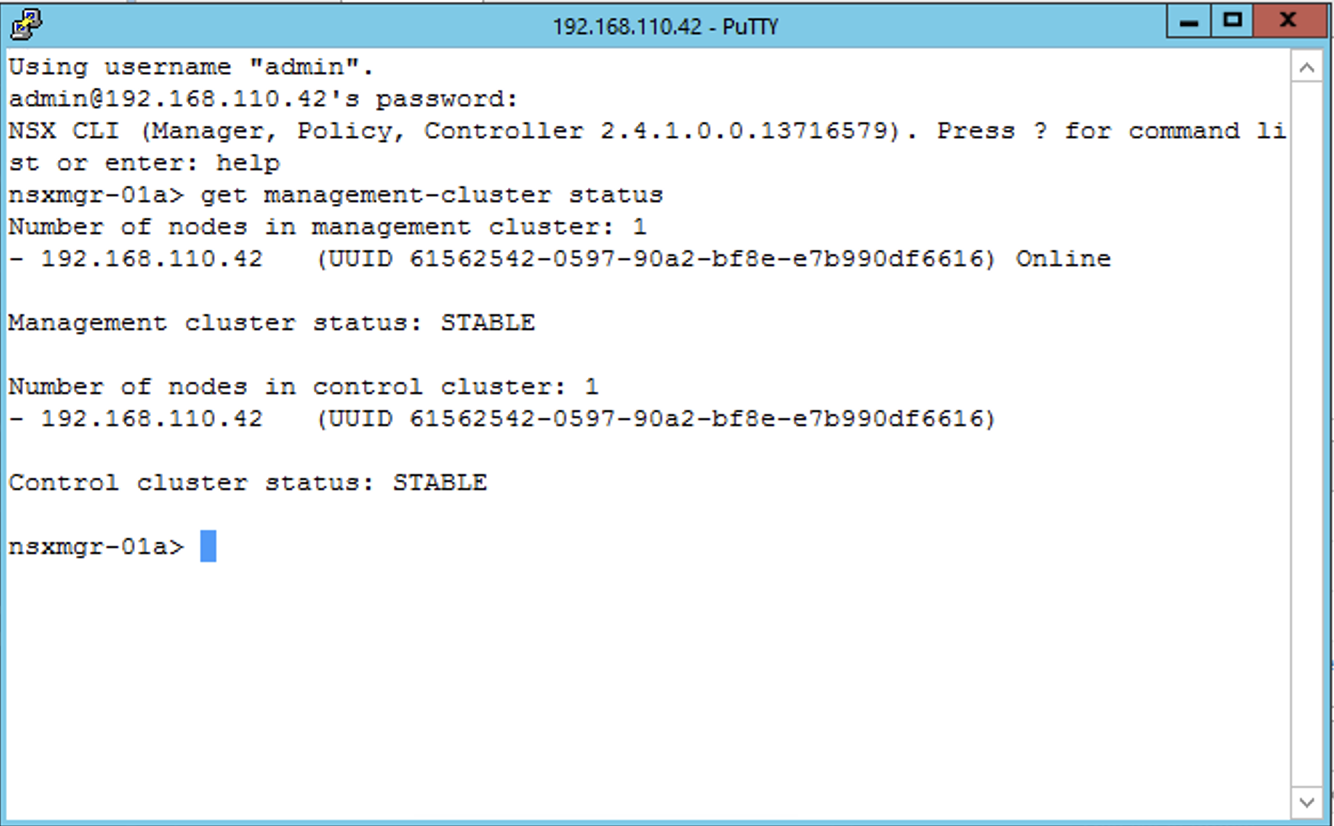 192.168.110.42 - PuTTY
Using username "admin".
admin@192.168.110.42's password:
NSX CLI (Manager, Policy, Controller 2.4.1.0.0.13716579). Press ? for command li
st or enter: help
nsxmgr-01a> get management-cluster status
Number of nodes in management cluster: 1
- 192.168.110.42   (UUID 61562542-0597-90a2-bf8e-e7b990df6616) Online
Management cluster status: STABLE
Number of nodes in control cluster: 1
- 192.168.110.42   (UUID 61562542-0597-90a2-bf8e-e7b990df6616)
Control cluster status: STABLE
nsxmgr-01a>